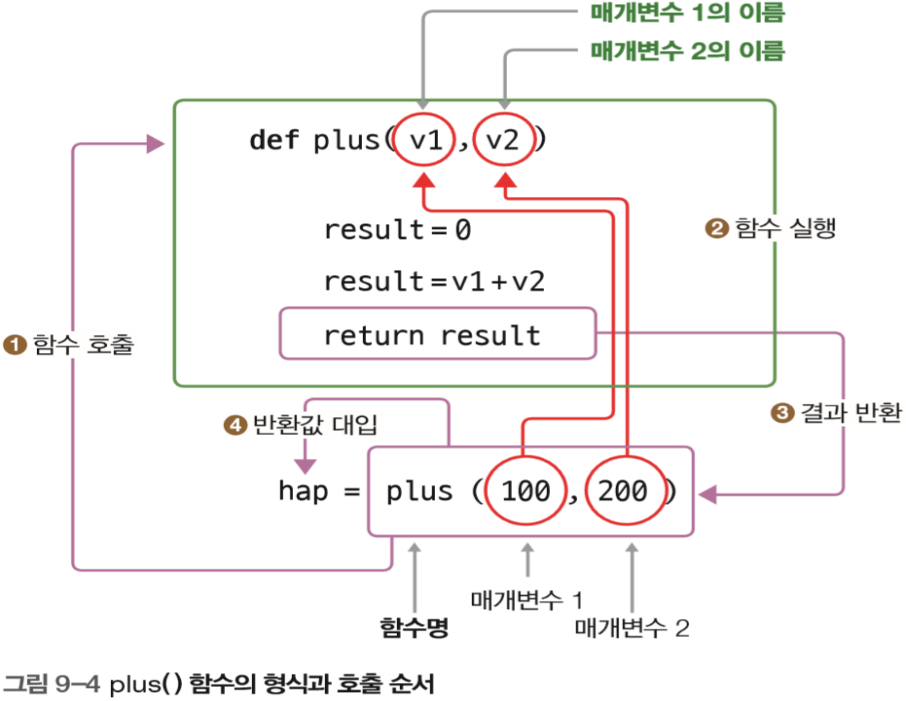 매개변수 1의 이름
매개변수 2의 이름
def plus(v1, v2)
result=0
❷ 함수 실행
result=v1+v2
return result
❶ 함수 호출
❸ 결과 반환
❹ 반환값 대입
hap = plus (100, 200)
매개변수 1
함수명
매개변수 2
그림 9-4 plus() 함수의 형식과 호출 순서